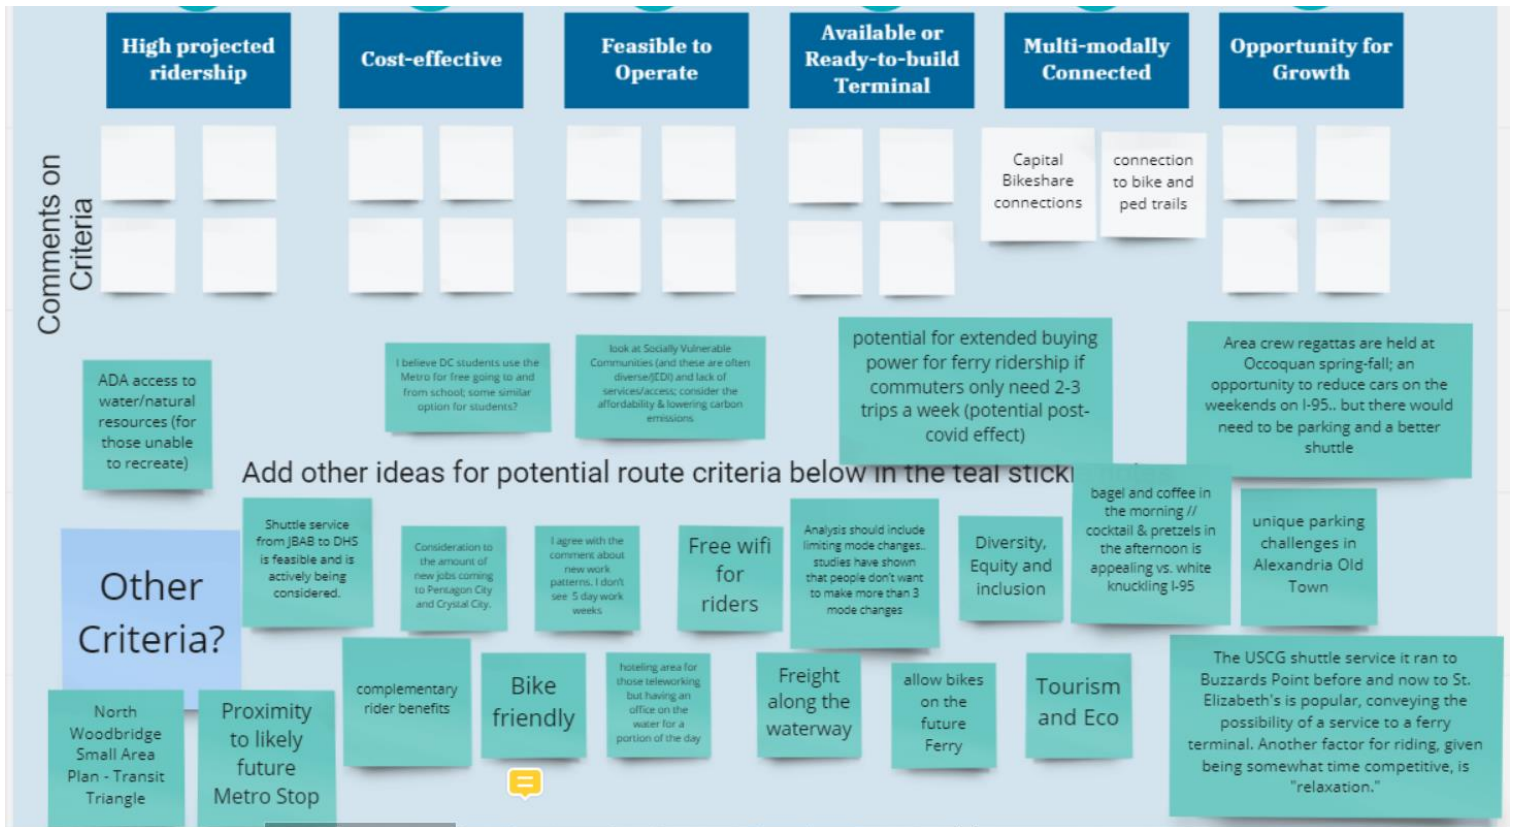 High projected
ridership
Cost-effective
Feasible to
Operate
Available or
Ready-to-build
Terminal
Multi-modally
Connected
Opportunity for
Growth
Comments on
Criteria
Capital
Bikeshare
connections
connection
to bike and
ped trails
ADA access to
water/natural
resources (for
those unable
to recreate)
I believe DC students use the
Metro for free going to and
from school; some similar
option for students?
look at Socially Vulnerable
Communities (and these are often
diverse/JEDI) and lack of
services/access; consider the
affordability & lowering carbon
emissions
potential for extended buying
power for ferry ridership if
commuters only need 2-3
trips a week (potential post-
covid effect)
Area crew regattas are held at
Occoquan spring-fall; an
opportunity to reduce cars on the
weekends on I-95.. but there would
need to be parking and a better
shuttle
Add other ideas for potential route criteria below in the teal
Other
Criteria?
Shuttle service
from JBAB to DHS
is feasible and is
actively being
considered.
Consideration to
the amount of
new jobs coming
to Pentagon City
and Crystal City.
I agree with the
comment about
new work
patterns. I don't
see 5 day work
weeks
Free wifi
for
riders
Analysis should include
limiting mode changes..
studies have shown
that people don't want
to make more than 3
mode changes
Diversity,
Equity and
inclusion
bagel and coffee in
the morning //
cocktail & pretzels in
the afternoon is
appealing vs. white
knuckling I-95
unique parking
challenges in
Alexandria Old
Town
North
Woodbridge
Small Area
Plan - Transit
Triangle
Proximity
to likely
future
Metro Stop
complementary
rider benefits
Bike
friendly
hoteling area for
those teleworking
but having an
office on the
water for a
portion of the day
Freight
along the
waterway
allow bikes
on the
future
Ferry
Tourism
and Eco
The USCG shuttle service it ran to
Buzzards Point before and now to St.
Elizabeth's is popular, conveying the
possibility of a service to a ferry
terminal. Another factor for riding, given
being somewhat time competitive, is
"relaxation."